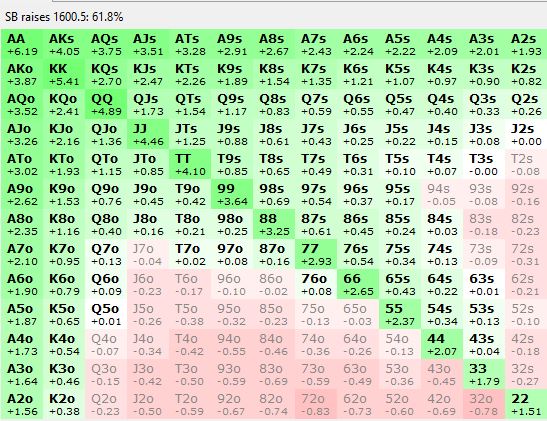 SB raises 1600.5: 61.8%
AA AKs AQs AJs ATs A9s A8s A7s A6s A5s A4s A3s A2s
+6.19 +4.05 +3.75 +3.51 +3.28 +2.91 +2.67 +2.43 +2.24 +2.22 +2.09 +2.01 +1.93
AKo KK KQs KJs KTs K9s K8s K7s K6s K5s K4s K3s K2s
+3.87 +5.41 +2.70 +2.47 +2.26 +1.89 +1.54 +1.35 +1.21 +1.07 +0.97 +0.90 +0.82
AQo KQo QQ QJs QTs Q9s Q8s Q7s Q6s Q5s Q4s Q3s Q2s
+3.52 +2.41 +4.89 +1.73 +1.54 +1.17 +0.83 +0.59 +0.55 +0.47 +0.40 +0.33 +0.26
AJo KJo QJo JJ JTs J9s J8s J7s J6s J5s J4s J3s J2s
+3.26 +2.16 +1.36 +4.46 +1.25 +0.88 +0.61 +0.43 +0.25 +0.22 +0.15 +0.08 +0.00
ATo KTo QTo JTo TT T9s T8s T7s T6s T5s T4s T3s T2s
+3.02 +1.93 +1.15 +0.85 +4.10 +0.85 +0.65 +0.49 +0.31 +0.10 +0.07 -0.00 -0.08
A9o K9o Q9o J9o T9o 99 98s 97s 96s 95s 94s 93s 92s
+2.62 +1.53 +0.76 +0.45 +0.42 +3.64 +0.69 +0.54 +0.37 +0.17 -0.05 -0.08 -0.16
A8o K8o Q8o J8o T8o 98o 88 87s 86s 85s 84s 83s 82s
+2.35 +1.16 +0.40 +0.16 +0.21 +0.25 +3.25 +0.61 +0.45 +0.24 +0.03 -0.18 -0.23
A7o K7o Q7o J7o T7o 97o 87o 77 76s 75s 74s 73s 72s
+2.10 +0.95 +0.13 -0.04 +0.02 +0.08 +0.16 +2.93 +0.54 +0.34 +0.13 -0.09 -0.31
A6o K6o Q6o J6o T6o 96o 86o 76o 66 65s 64s 63s 62s
+1.90 +0.79 +0.09 -0.23 -0.17 -0.10 -0.02 +0.08 +2.65 +0.43 +0.22 +0.01 -0.21
A5o K5o Q5o J5o T5o 95o 85o 75o 65o 55 54s 53s 52s
+1.87 +0.65 +0.01 -0.26 -0.38 -0.32 -0.23 -0.13 -0.03 +2.37 +0.34 +0.13 -0.10
A4o K4o Q4o J4o T4o 94o 84o 74o 64o 54o 44 43s 42s
+1.73 +0.54 -0.07 -0.34 -0.42 -0.55 -0.46 -0.36 -0.26 -0.13 +2.07 +0.04 -0.18
A3o K3o Q3o J3o T3o 93o 83o 73o 63o 53o 43o 33 32s
+1.64 +0.46 -0.15 -0.42 -0.50 -0.59 -0.69 -0.59 -0.49 -0.36 -0.45 +1.79 -0.27
A2o K2o Q2o J2o T2o 92o 82o 72o 62o 52o 42o 32o 22
+1.56 +0.38 -0.23 -0.50 -0.59 -0.67 -0.74 -0.83 -0.73 -0.60 -0.69 -0.78 +1.51